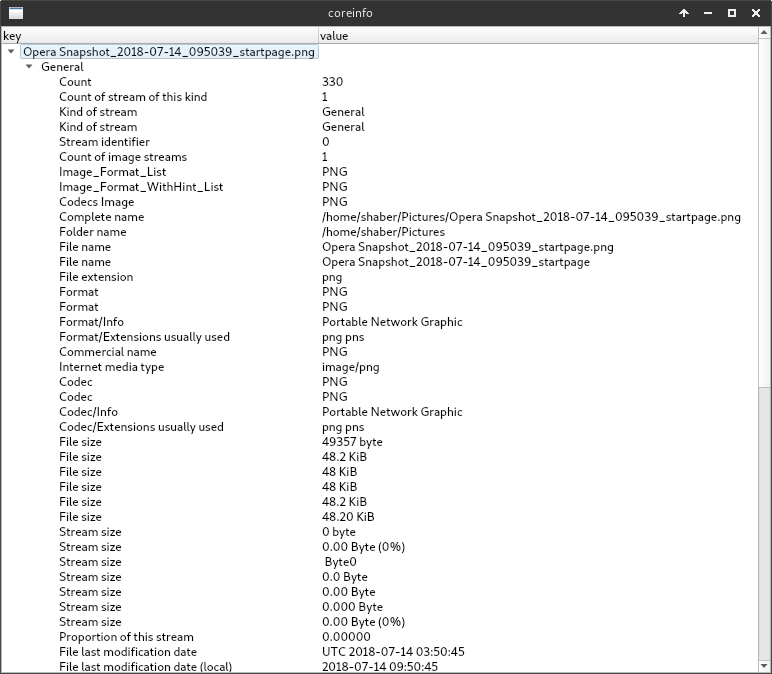 coreinfo
key value
Opera Snapshot_2018-07-14_095039_startpage.png
General
Count 330
Count of stream of this kind 1
Kind of stream General
Kind of stream General
Stream identifier 0
Count of image streams 1
Image_Format_List PNG
Image_Format_WithHint_List PNG
Codecs Image PNG
Complete name /home/shaber/Pictures/Opera Snapshot_2018-07-14_095039_startpage.png
Folder name /home/shaber/Pictures
File name Opera Snapshot_2018-07-14_095039_startpage.png
File name Opera Snapshot_2018-07-14_095039_startpage
File extension png
Format PNG
Format PNG
Format/Info Portable Network Graphic
Format/Extensions usually used png pns
Commercial name PNG
Internet media type image/png
Codec PNG
Codec PNG
Codec/Info Portable Network Graphic
Codec/Extensions usually used png pns
File size 49357 byte
File size 48.2 KiB
File size 48 KiB
File size 48 KiB
File size 48.2 KiB
File size 48.20 KiB
Stream size 0 byte
Stream size 0.00 Byte (0%)
Stream size Byte0
Stream size 0.0 Byte
Stream size 0.00 Byte
Stream size 0.000 Byte
Stream size 0.00 Byte (0%)
Proportion of this stream 0.00000
File last modification date UTC 2018-07-14 03:50:45
File last modification date (local) 2018-07-14 09:50:45